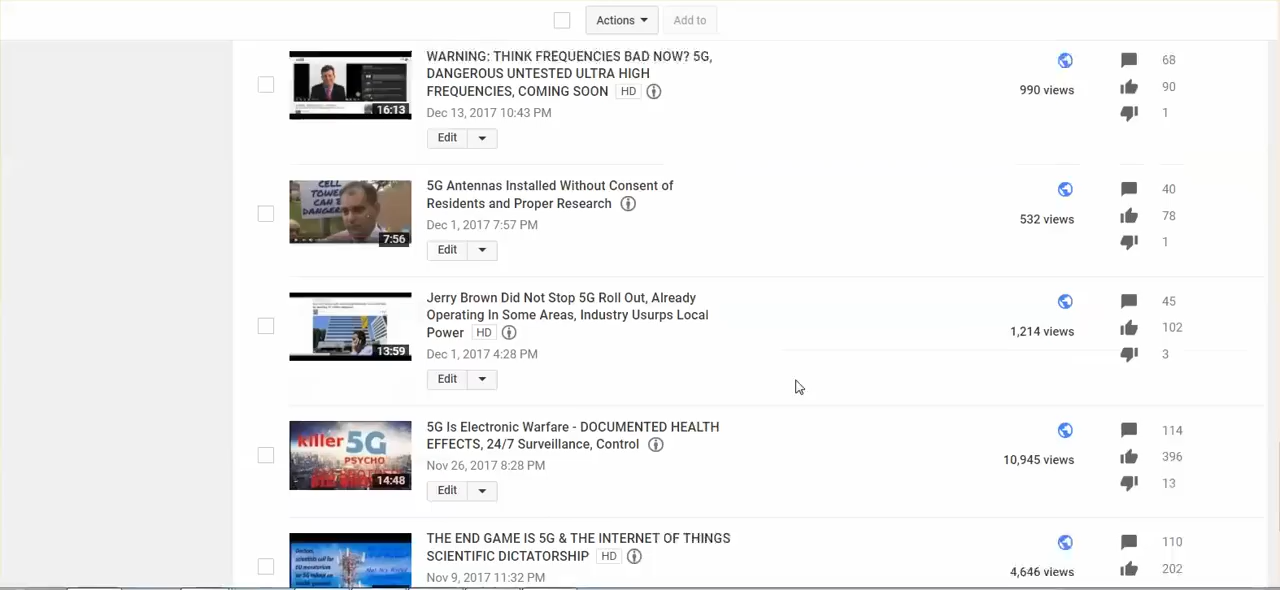 Actions
Add to
WARNING: THINK FREQUENCIES BAD NOW? 5G,
DANGEROUS UNTESTED ULTRA HIGH
FREQUENCIES, COMING SOON HD
16:13
Dec 13, 2017 10:43 PM
Edit
990 views
68
90
1
5G Antennas Installed Without Consent of
Residents and Proper Research
CELL
TOWE
CAN
DANGER
7:56
Dec 1, 2017 7:57 PM
Edit
532 views
40
78
1
Jerry Brown Did Not Stop 5G Roll Out, Already
Operating In Some Areas, Industry Usurps Local
Power HD
13:59
Dec 1, 2017 4:28 PM
Edit
1,214 views
45
102
3
5G Is Electronic Warfare - DOCUMENTED HEALTH
EFFECTS, 24/7 Surveillance, Control
killer 5G
PSYCHO
14:48
Nov 26, 2017 8:28 PM
Edit
10,945 views
114
396
13
THE END GAME IS 5G & THE INTERNET OF THINGS
SCIENTIFIC DICTATORSHIP HD
Nov 9, 2017 11:32 PM
4,646 views
110
202